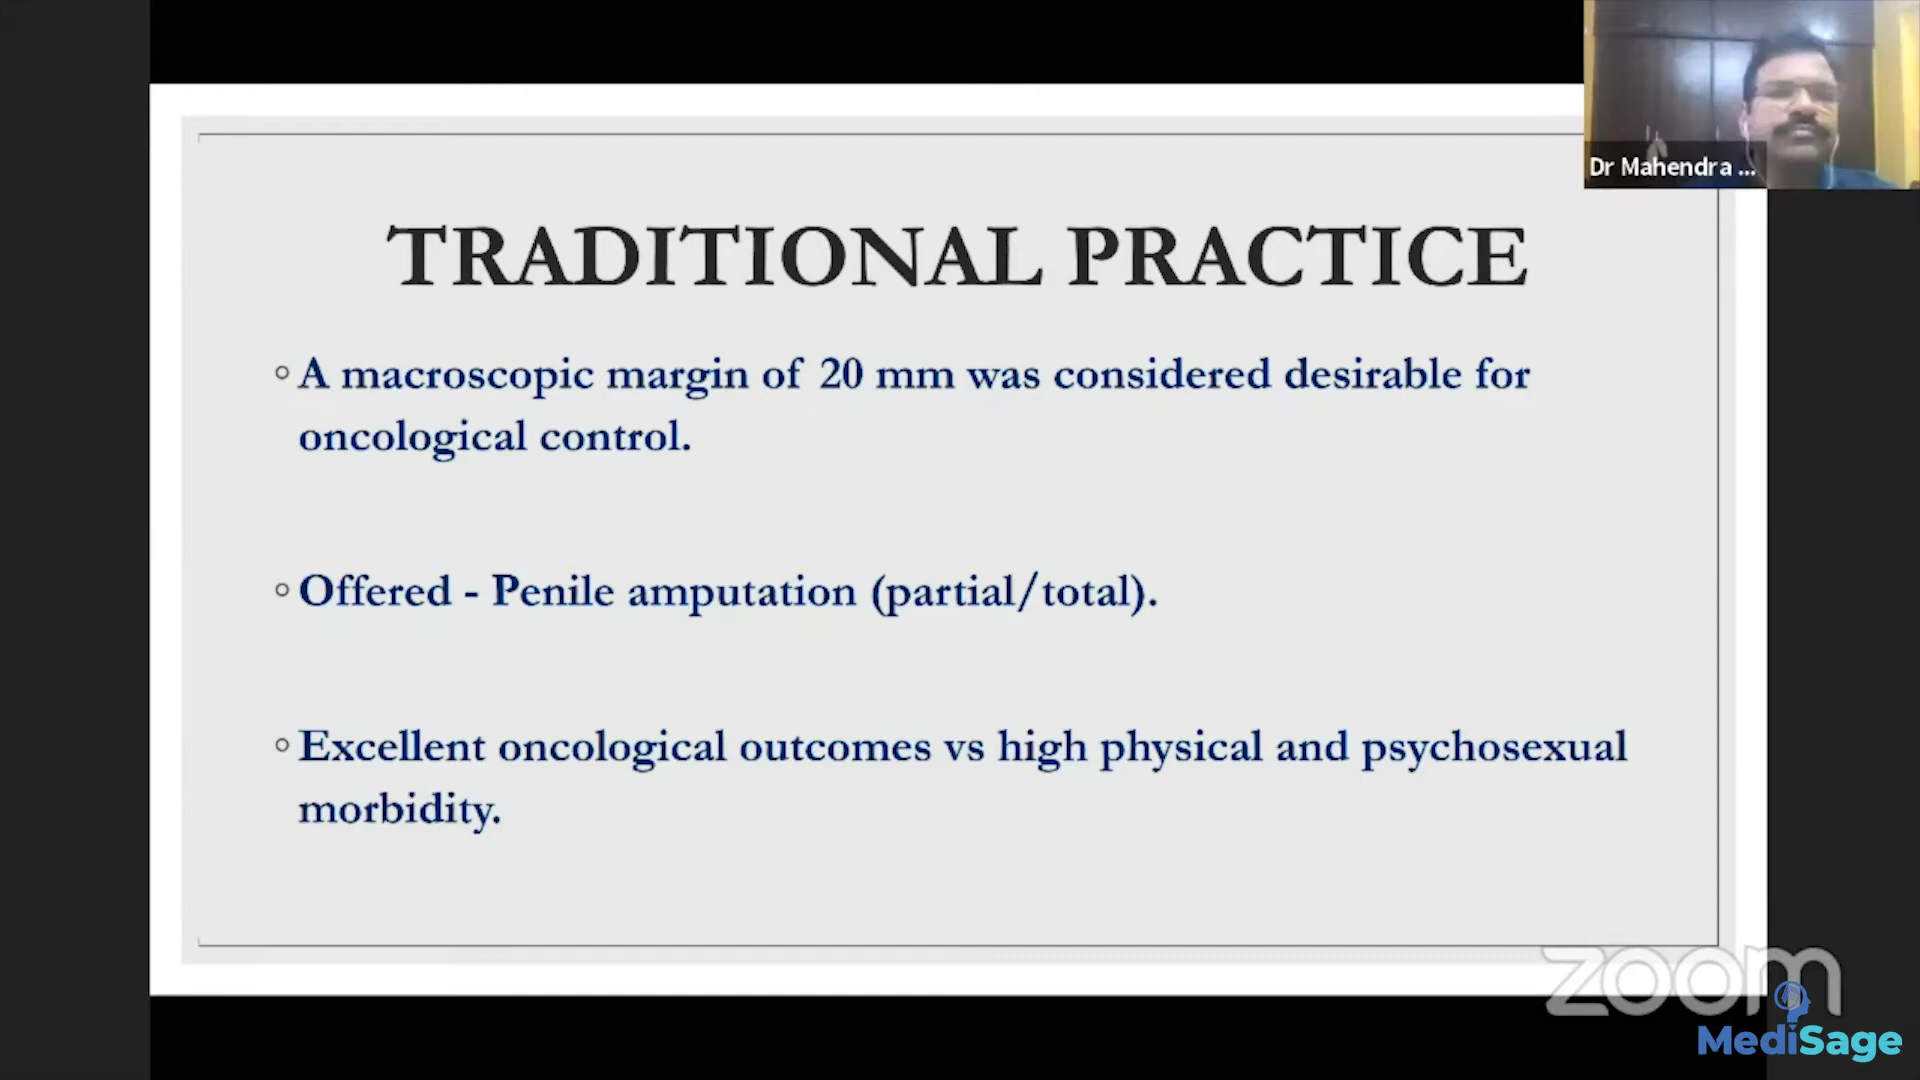 Dr Mahendra ...
TRADITIONAL PRACTICE
◦ A macroscopic margin of 20 mm was considered desirable for
oncological control.
◦ Offered - Penile amputation (partial/total).
◦ Excellent oncological outcomes vs high physical and psychosexual
morbidity.
zoom
MediSage